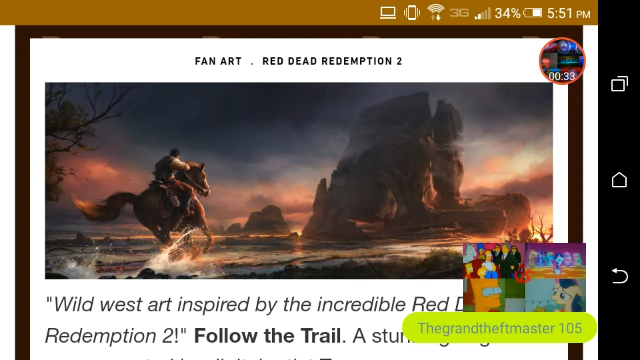 3G 34% 5:51 PM
FAN ART . RED DEAD REDEMPTION 2
00:33
"Wild west art inspired by the incredible Red D
Redemption 2!" Follow the Trail. A stun
Thegrandtheftmaster 105